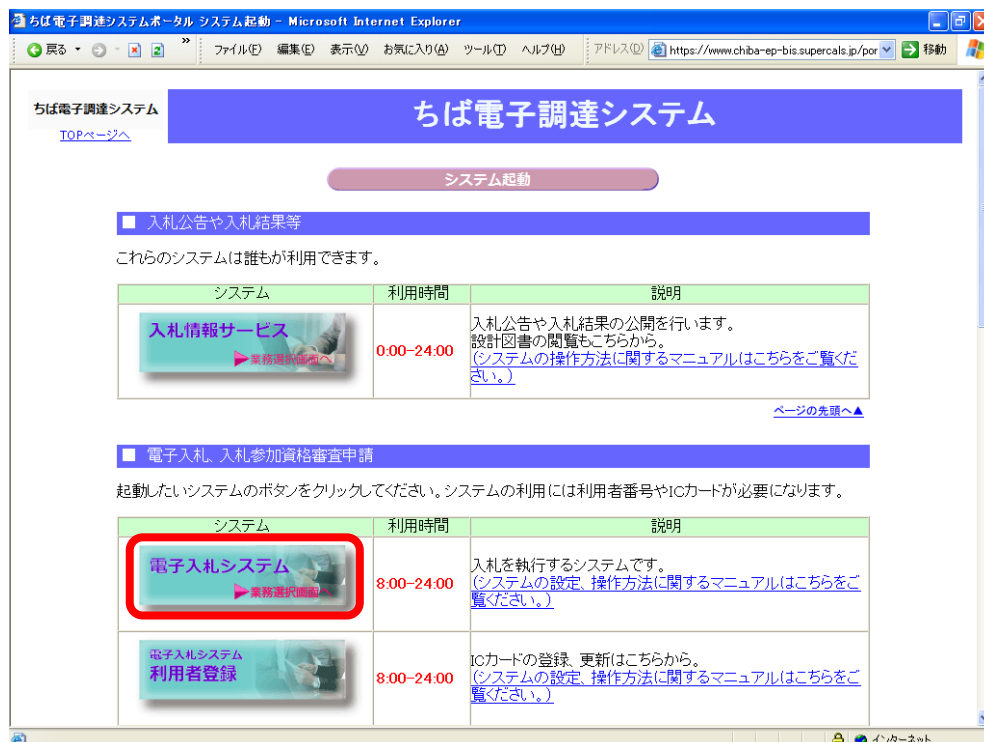 ちば電子調達システムポータル システム起動 - Microsoft Internet Explorer
戻る » ファイル(F) 編集(E) 表示(V) お気に入り(A) ツール(T) ヘルプ(H) アドレス(D) https://www.chiba-ep-bis.supercals.jp/por 移動
ちば電子調達システム
TOPページへ
ちば電子調達システム
システム起動
■ 入札公告や入札結果等
これらのシステムは誰もが利用できます。
システム 利用時間 説明
入札情報サービス
▶業務選択画面へ
0:00-24:00
入札公告や入札結果の公開を行います。
設計図書の閲覧もこちらから。
(システムの操作方法に関するマニュアルはこちらをご覧くだ
さい。)
ページの先頭へ▲
■ 電子入札、入札参加資格審査申請
起動したいシステムのボタンをクリックしてください。システムの利用には利用者番号やICカードが必要になります。
システム 利用時間 説明
電子入札システム
▶業務選択画面へ
8:00-24:00
入札を執行するシステムです。
(システムの設定、操作方法に関するマニュアルはこちらをご
覧ください。)
電子入札システム
利用者登録
8:00-24:00
ICカードの登録、更新はこちらから。
(システムの設定、操作方法に関するマニュアルはこちらをご
覧ください。)
インターネット